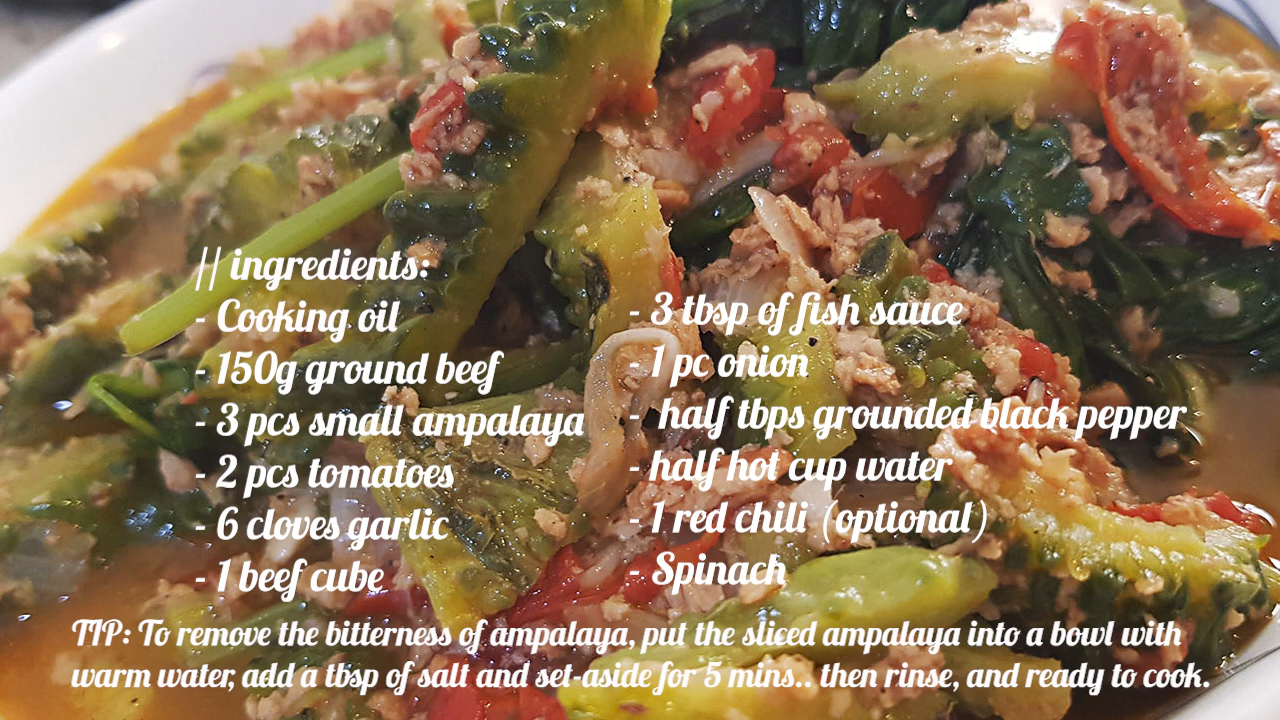 // ingredients:
- Cooking oil
- 150g ground beef
- 3 pcs small ampalaya
- 2 pcs tomatoes
- 6 cloves garlic
- 1 beef cube
- 3 tbsp of fish sauce
- 1 pc onion
- half tbps grounded black pepper
- half hot cup water
- 1 red chili (optional)
- Spinach
TIP: To remove the bitterness of ampalaya, put the sliced ampalaya into a bowl with
warm water, add a tbsp of salt and set-aside for 5 mins.. then rinse, and ready to cook.